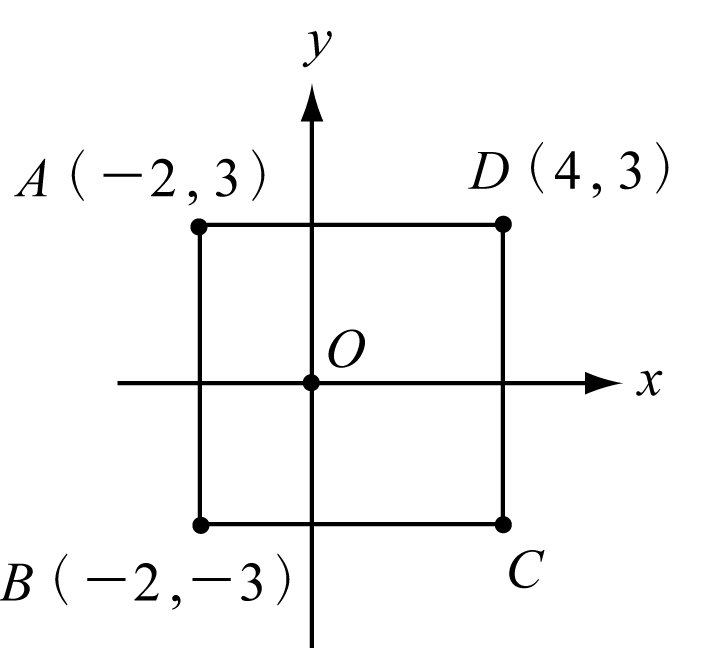 y
A (−2, 3)
D (4, 3)
O
x
B (−2, −3)
C